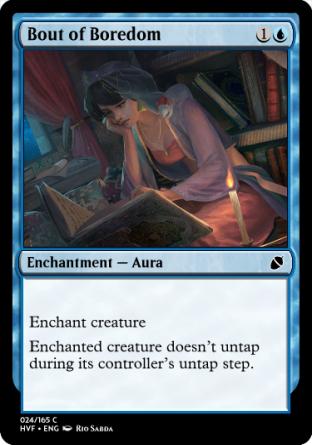 Bout of Boredom 1
Enchantment — Aura
Enchant creature
Enchanted creature doesn't untap
during its controller's untap step.
024/165 C
HVF • ENG Rio Sabda